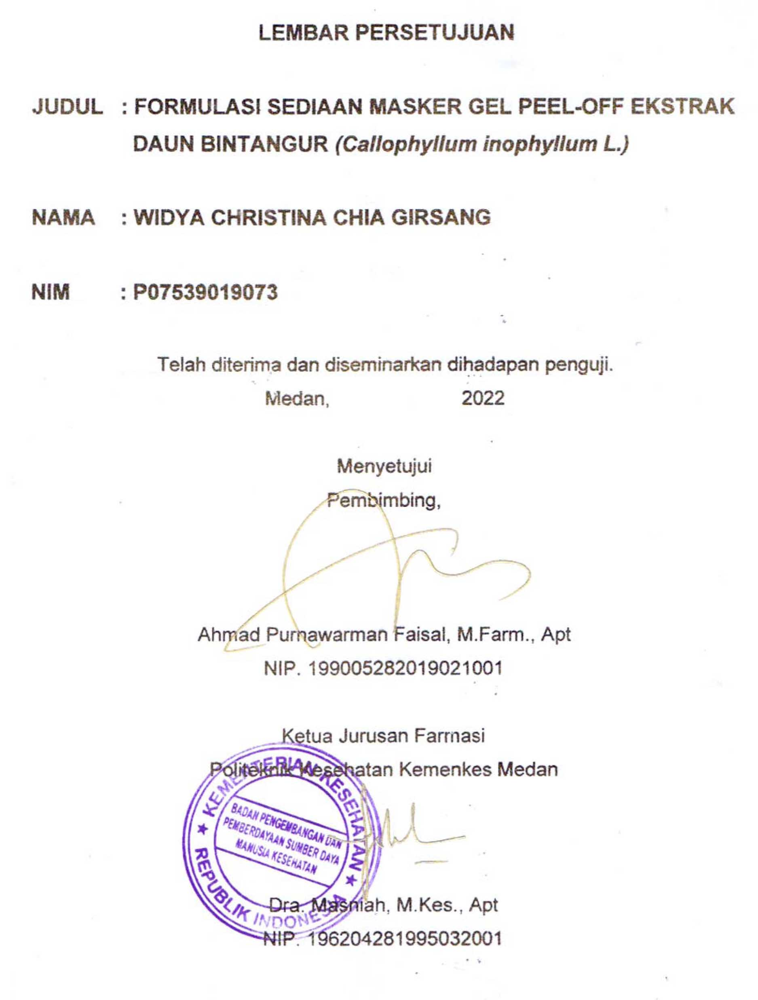 LEMBAR PERSETUJUAN
JUDUL : FORMULASI SEDIAAN MASKER GEL PEEL-OFF EKSTRAK
DAUN BINTANGUR (Callophyllum inophyllum L.)
NAMA : WIDYA CHRISTINA CHIA GIRSANG
NIM : P07539019073
Telah diterima dan diseminarkan dihadapan penguji.
Medan, 2022
Menyetujui
Pembimbing,
Ahmad Purnawarman Faisal, M.Farm., Apt
NIP. 199005282019021001
Ketua Jurusan Farmasi
Politeknik Kesehatan Kemenkes Medan
KEMENTERIAN KESEHATAN
BADAN PENGEMBANGAN DAN
PEMBERDAYAAN SUMBER DAYA
MANUSIA KESEHATAN
REPUBLIK INDONESIA
Dra. Masniah, M.Kes., Apt
NIP. 196204281995032001